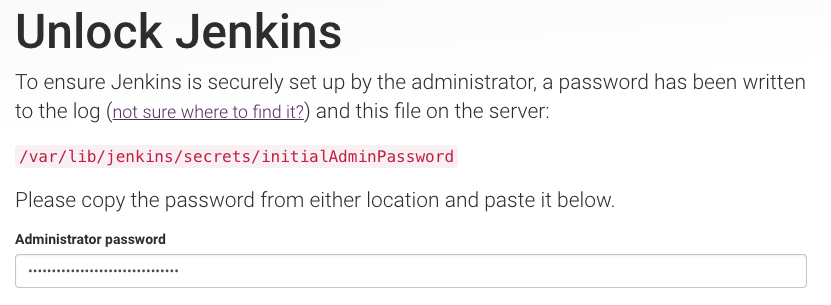 Unlock Jenkins
To ensure Jenkins is securely set up by the administrator, a password has been written
to the log (not sure where to find it?) and this file on the server:
/var/lib/jenkins/secrets/initialAdminPassword
Please copy the password from either location and paste it below.
Administrator password
••••••••••••••••••••••••••••••••